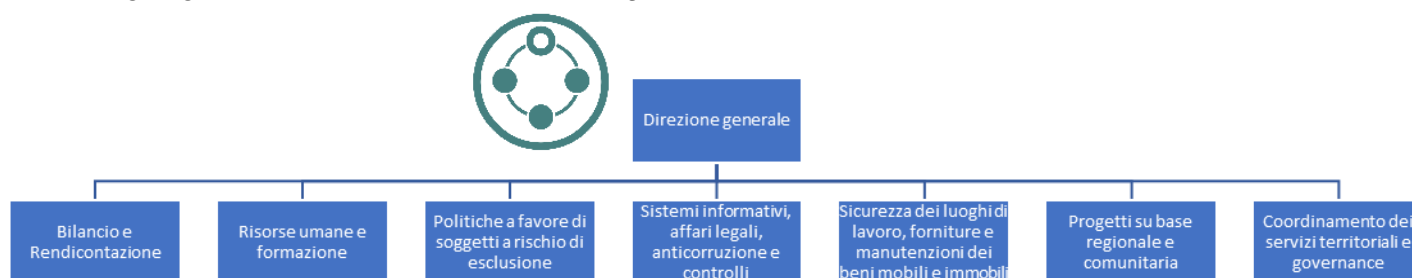 Direzione generale
Bilancio e
Rendicontazione
Risorse umane e
formazione
Politiche a favore di
soggetti a rischio di
esclusione
Sistemi informativi,
affari legali,
anticorruzione e
controlli
Sicurezza dei luoghi di
lavoro, forniture e
manutenzioni dei
beni mobili e immobili
Progetti su base
regionale e
comunitaria
Coordinamento dei
servizi territoriali e
governance